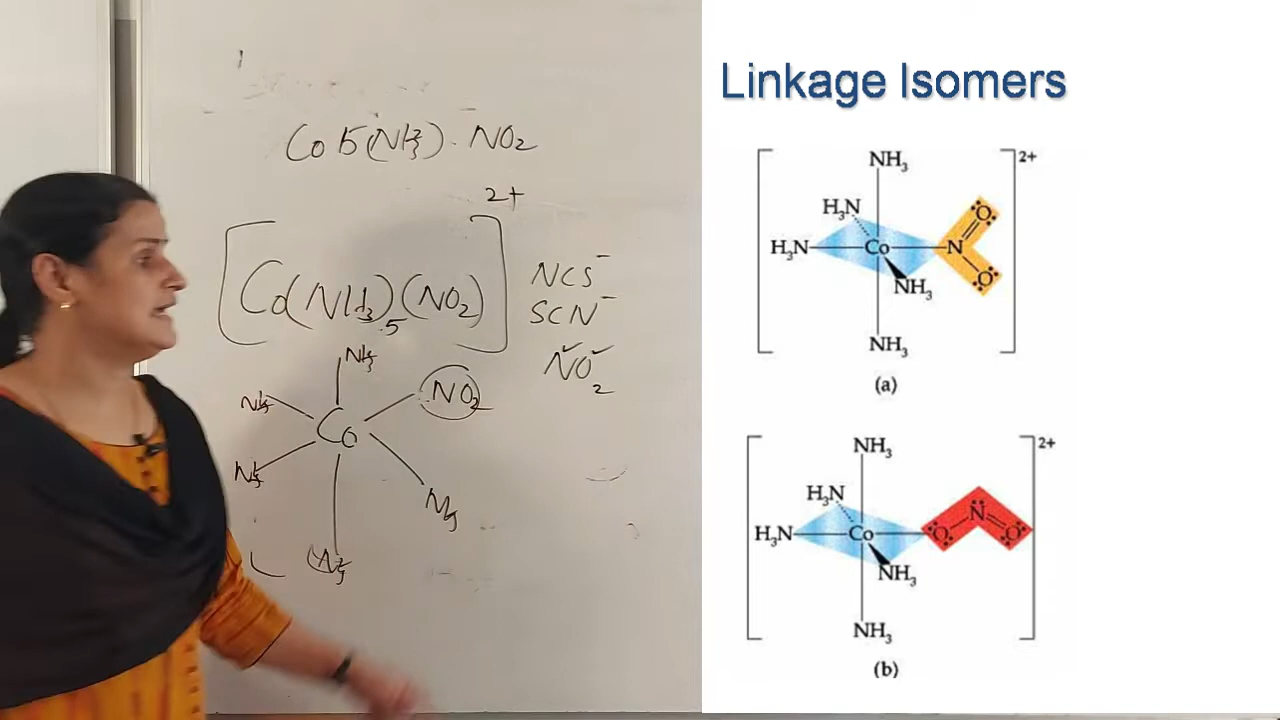 Co 5(NH3) · NO2
[Co(NH3)5(NO2)]2+
NCS-
SCN-
NO2
NH3
NH3
NO2
Co
NH3
NH3
NH3
Linkage Isomers
NH3
2+
H3N
O
H3N
Co
N
O
NH3
NH3
(a)
NH3
2+
H3N
N
H3N
Co
O
O
NH3
NH3
(b)